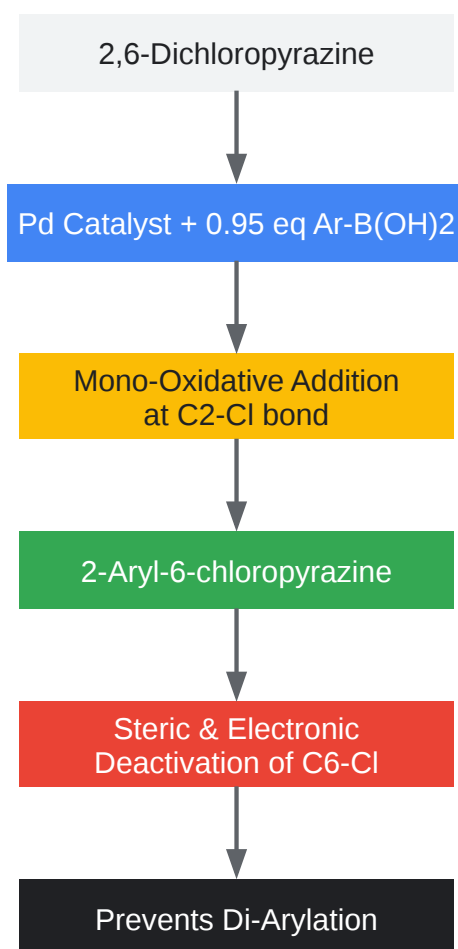 2,6-Dichloropyrazine
Pd Catalyst + 0.95 eq Ar-B(OH)2
Mono-Oxidative Addition
at C2-Cl bond
2-Aryl-6-chloropyrazine
Steric & Electronic
Deactivation of C6-Cl
Prevents Di-Arylation